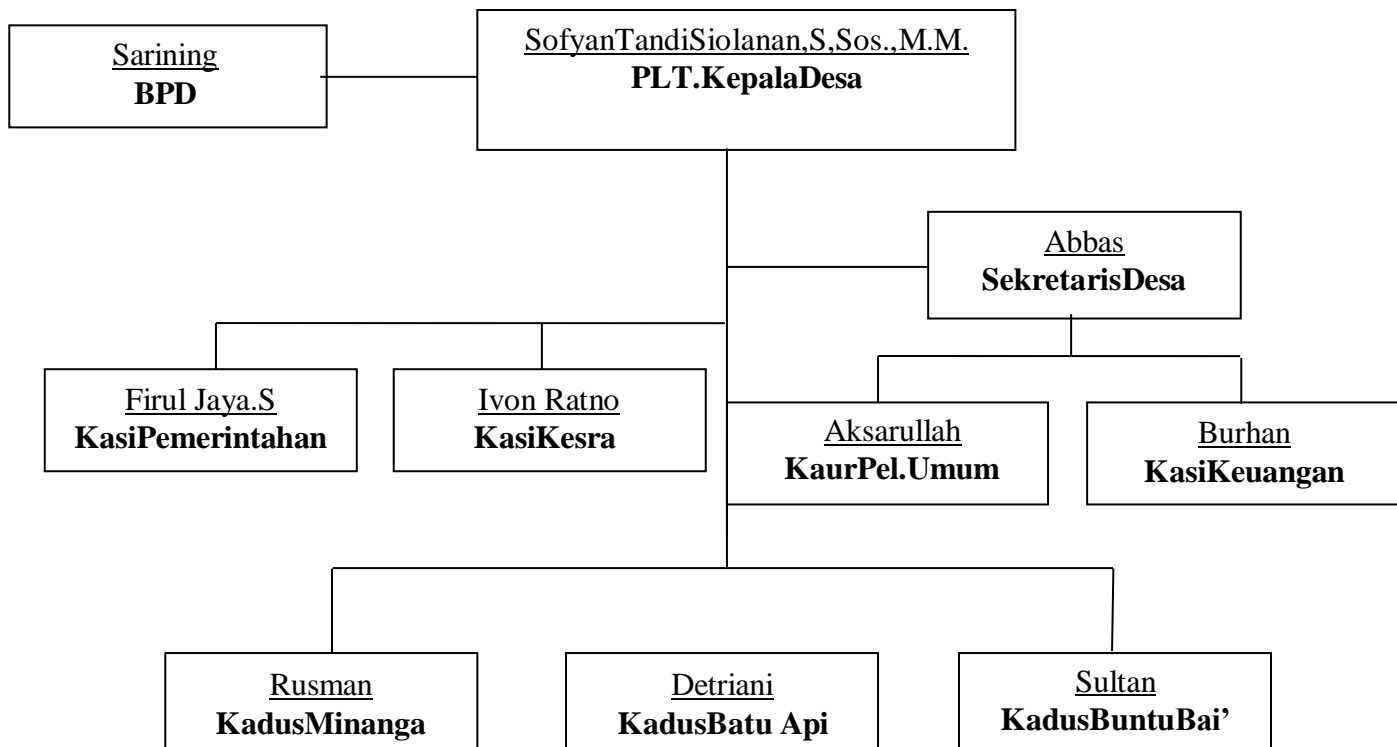 Sarining
BPD
SofyanTandiSiolanan,S,Sos.,M.M.
PLT.KepalaDesa
Abbas
SekretarisDesa
Firul Jaya.S
KasiPemerintahan
Ivon Ratno
KasiKesra
Aksarullah
KaurPel.Umum
Burhan
KasiKeuangan
Rusman
KadusMinanga
Detriani
KadusBatu Api
Sultan
KadusBuntuBai’